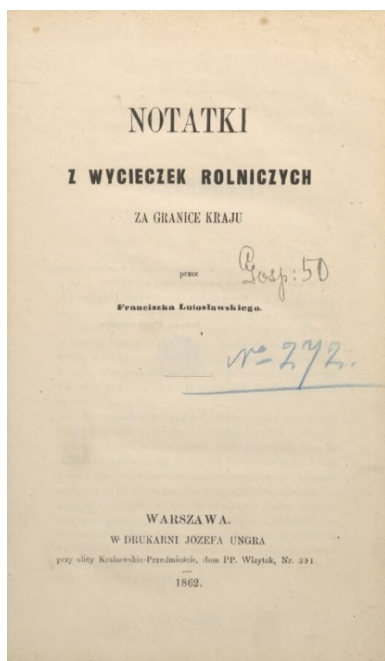 NOTATKI
Z WYCIECZEK ROLNICZYCH
ZA GRANICE KRAJU
przez
Gosp: 50
Franciszka Lutosławskiego.
No 272.
WARSZAWA.
W DRUKARNI JÓZEFA UNGRA
przy ulicy Krakowskie-Przedmieście, dom PP. Wizytek, Nr. 391
1862.